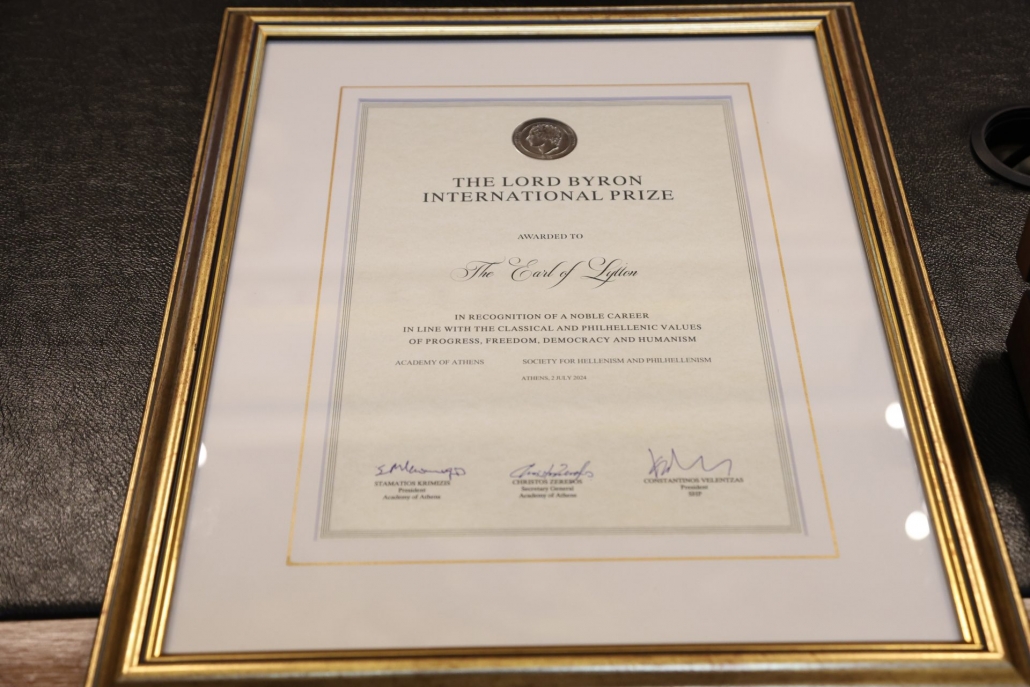 THE LORD BYRON
INTERNATIONAL PRIZE
AWARDED TO
The Earl of Lytton
IN RECOGNITION OF A NOBLE CAREER
IN LINE WITH THE CLASSICAL AND PHILHELLENIC VALUES
OF PROGRESS, FREEDOM, DEMOCRACY AND HUMANISM
ACADEMY OF ATHENS SOCIETY FOR HELLENISM AND PHILHELLENISM
ATHENS, 2 JULY 2024
STAMATIOS KRIMIZIS CHRISTOS ZEREFOS CONSTANTINOS VELENTZAS
President Secretary General President
Academy of Athens Academy of Athens SHP